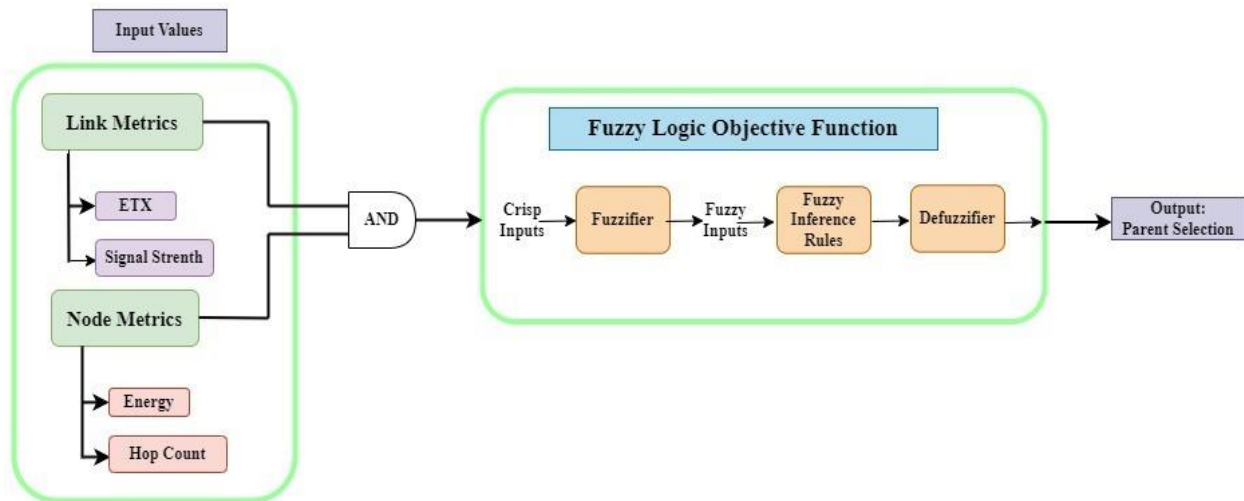 Input Values
Link Metrics
ETX
Signal Strenth
Node Metrics
Energy
Hop Count
AND
Fuzzy Logic Objective Function
Crisp
Inputs
Fuzzifier
Fuzzy
Inputs
Fuzzy
Inference
Rules
Defuzzifier
Output:
Parent Selection